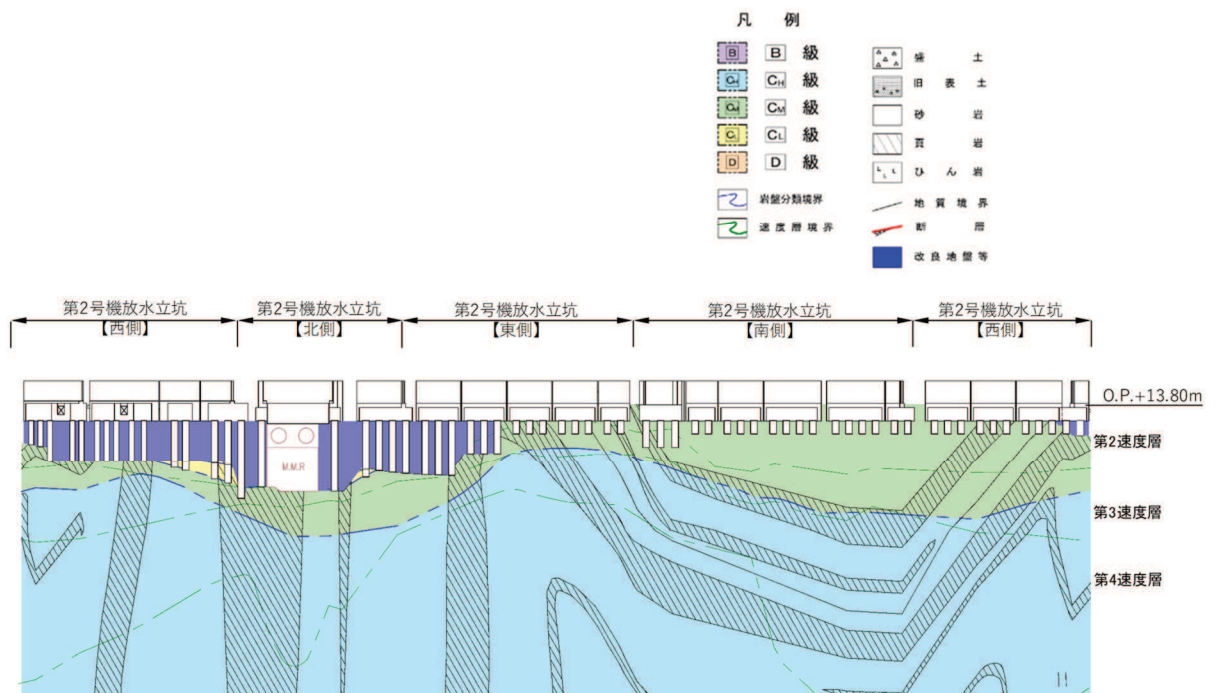 凡 例
B B 級
CH CH 級
CM CM 級
CL CL 級
D D 級
岩盤分類境界
速度層境界
盛 土
旧 表 土
砂 岩
頁 岩
ひ ん 岩
地 質 境 界
断 層
改 良 地 盤 等
第2号機放水立坑
【西側】
第2号機放水立坑
【北側】
第2号機放水立坑
【東側】
第2号機放水立坑
【南側】
第2号機放水立坑
【西側】
O.P.+13.80m
第2速度層
M.M.R
第3速度層
第4速度層